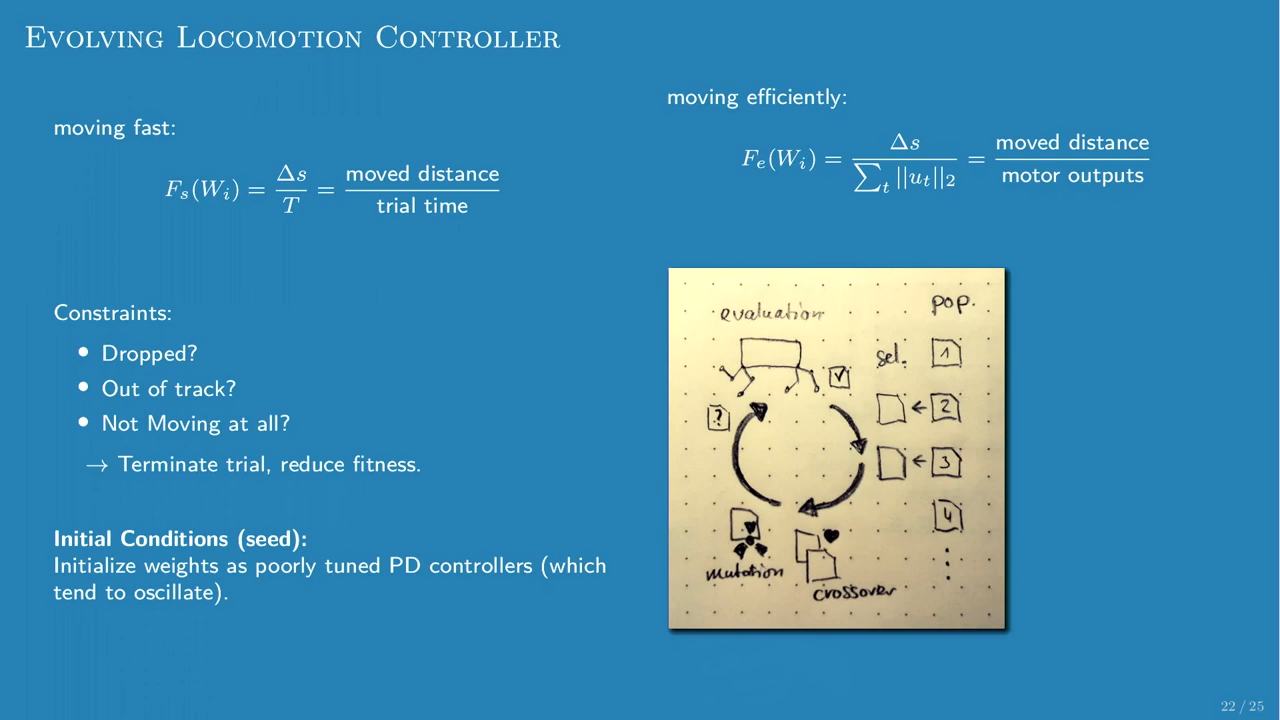 Evolving Locomotion Controller
moving fast:
F_s(W_i) = Δs / T = moved distance / trial time
Constraints:
• Dropped?
• Out of track?
• Not Moving at all?
→ Terminate trial, reduce fitness.
Initial Conditions (seed):
Initialize weights as poorly tuned PD controllers (which
tend to oscillate).
moving efficiently:
F_e(W_i) = Δs / ∑_t ||u_t||_2 = moved distance / motor outputs
evaluation
pop.
sel.
1
?
← 2
← 3
4
mutation
crossover
22 / 25